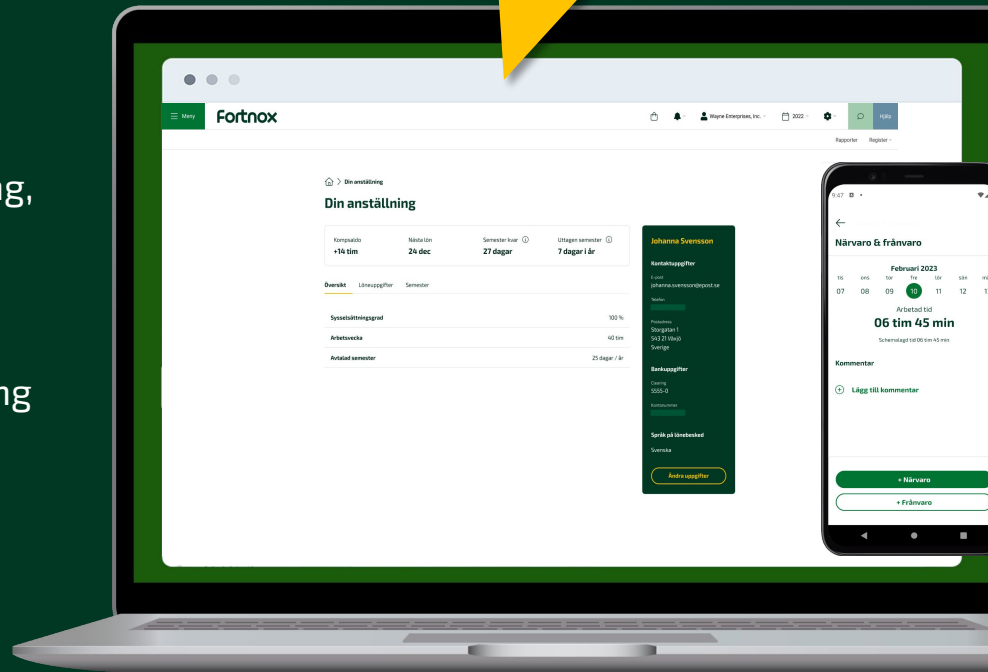 g,
ng
Meny
Fortnox
Wayne Enterprises, Inc.
2022
Hjälp
Rapporter Register
Din anställning
Din anställning
Kompsaldo Nästa lön Semester kvar Uttagen semester
+14 tim 24 dec 27 dagar 7 dagar i år
Översikt Löneuppgifter Semester
Sysselsättningsgrad 100 %
Arbetsvecka 40 tim
Avtalad semester 25 dagar / år
Johanna Svensson
Kontaktuppgifter
E-post
johanna.svensson@epost.se
Telefon
Postadress
Storgatan 1
543 21 Växjö
Sverige
Bankuppgifter
Clearing
5555-0
Kontonummer
Språk på lönebesked
Svenska
Ändra uppgifter
9:47
Närvaro & frånvaro
Februari 2023
tis ons tor fre lör sön
07 08 09 10 11 12
Arbetad tid
06 tim 45 min
Schemalagd tid 06 tim 45 min
Kommentar
Lägg till kommentar
+ Närvaro
+ Frånvaro